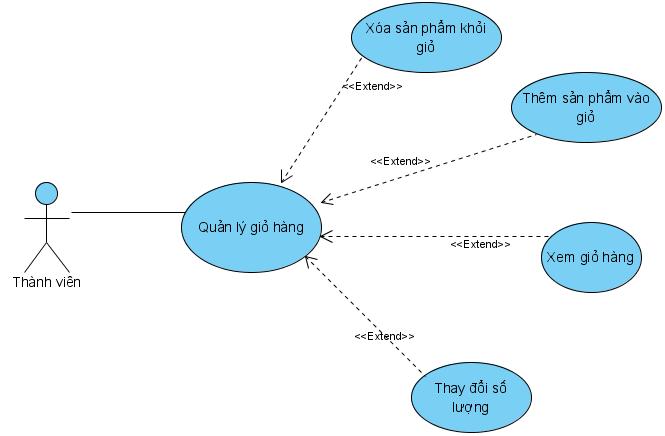 Xóa sản phẩm khỏi
giỏ
<<Extend>>
Thêm sản phẩm vào
giỏ
<<Extend>>
Quản lý giỏ hàng
<<Extend>>
Xem giỏ hàng
Thành viên
<<Extend>>
Thay đổi số
lượng